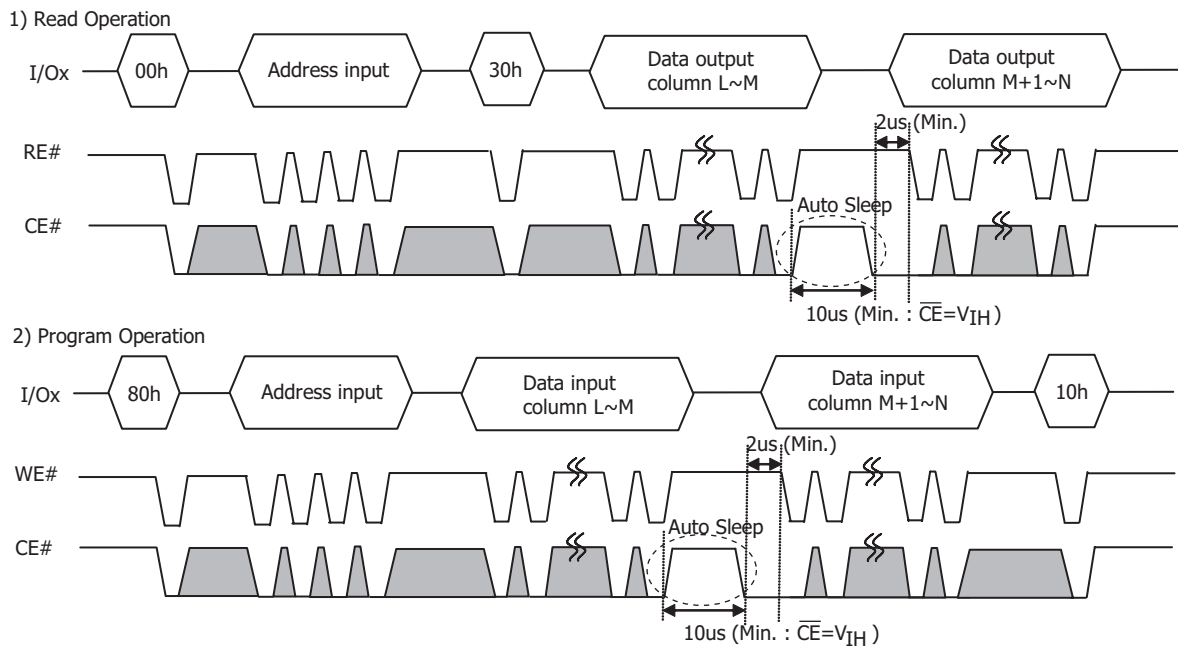 1) Read Operation
I/Ox
00h
Address input
30h
Data output
column L~M
Data output
column M+1~N
2us (Min.)
RE#
Auto Sleep
CE#
10us (Min. : C̅E̅=VIH )
2) Program Operation
I/Ox
80h
Address input
Data input
column L~M
Data input
column M+1~N
10h
2us (Min.)
WE#
Auto Sleep
CE#
10us (Min. : C̅E̅=VIH )